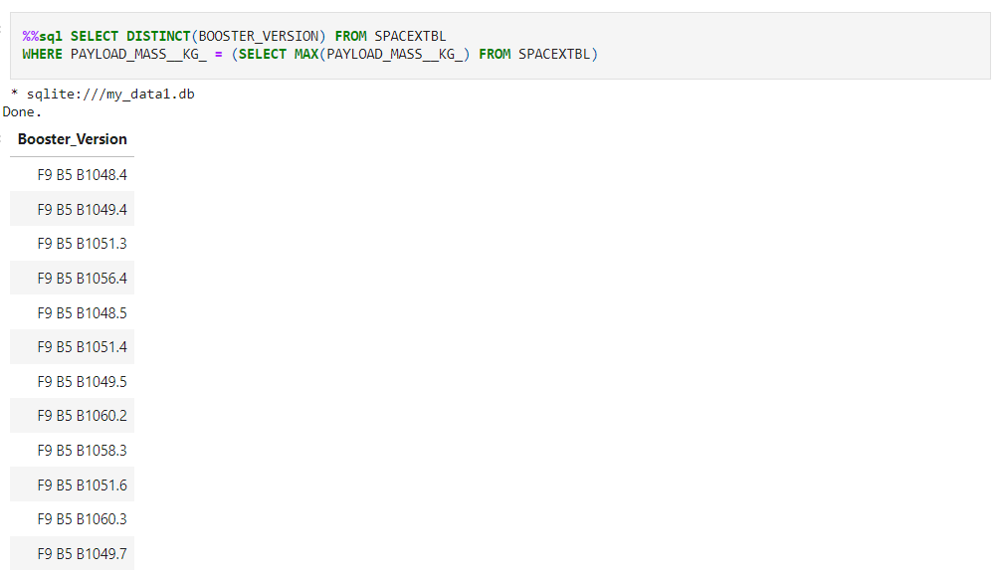 %%sql SELECT DISTINCT(BOOSTER_VERSION) FROM SPACEXTBL
WHERE PAYLOAD_MASS__KG_ = (SELECT MAX(PAYLOAD_MASS__KG_) FROM SPACEXTBL)
* sqlite:///my_data1.db
Done.
Booster_Version
F9 B5 B1048.4
F9 B5 B1049.4
F9 B5 B1051.3
F9 B5 B1056.4
F9 B5 B1048.5
F9 B5 B1051.4
F9 B5 B1049.5
F9 B5 B1060.2
F9 B5 B1058.3
F9 B5 B1051.6
F9 B5 B1060.3
F9 B5 B1049.7